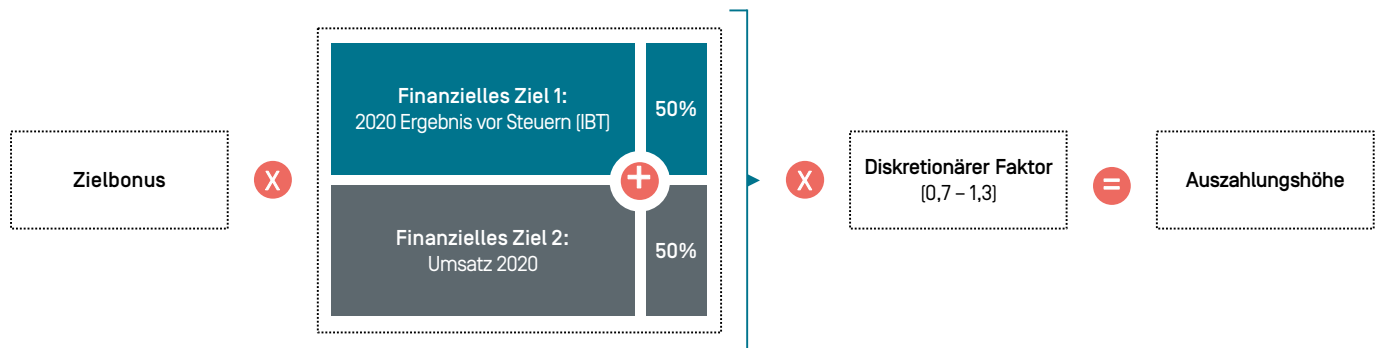 Zielbonus
X
Finanzielles Ziel 1:
2020 Ergebnis vor Steuern (IBT)
50%
+
Finanzielles Ziel 2:
Umsatz 2020
50%
X
Diskretionärer Faktor
(0,7 – 1,3)
=
Auszahlungshöhe